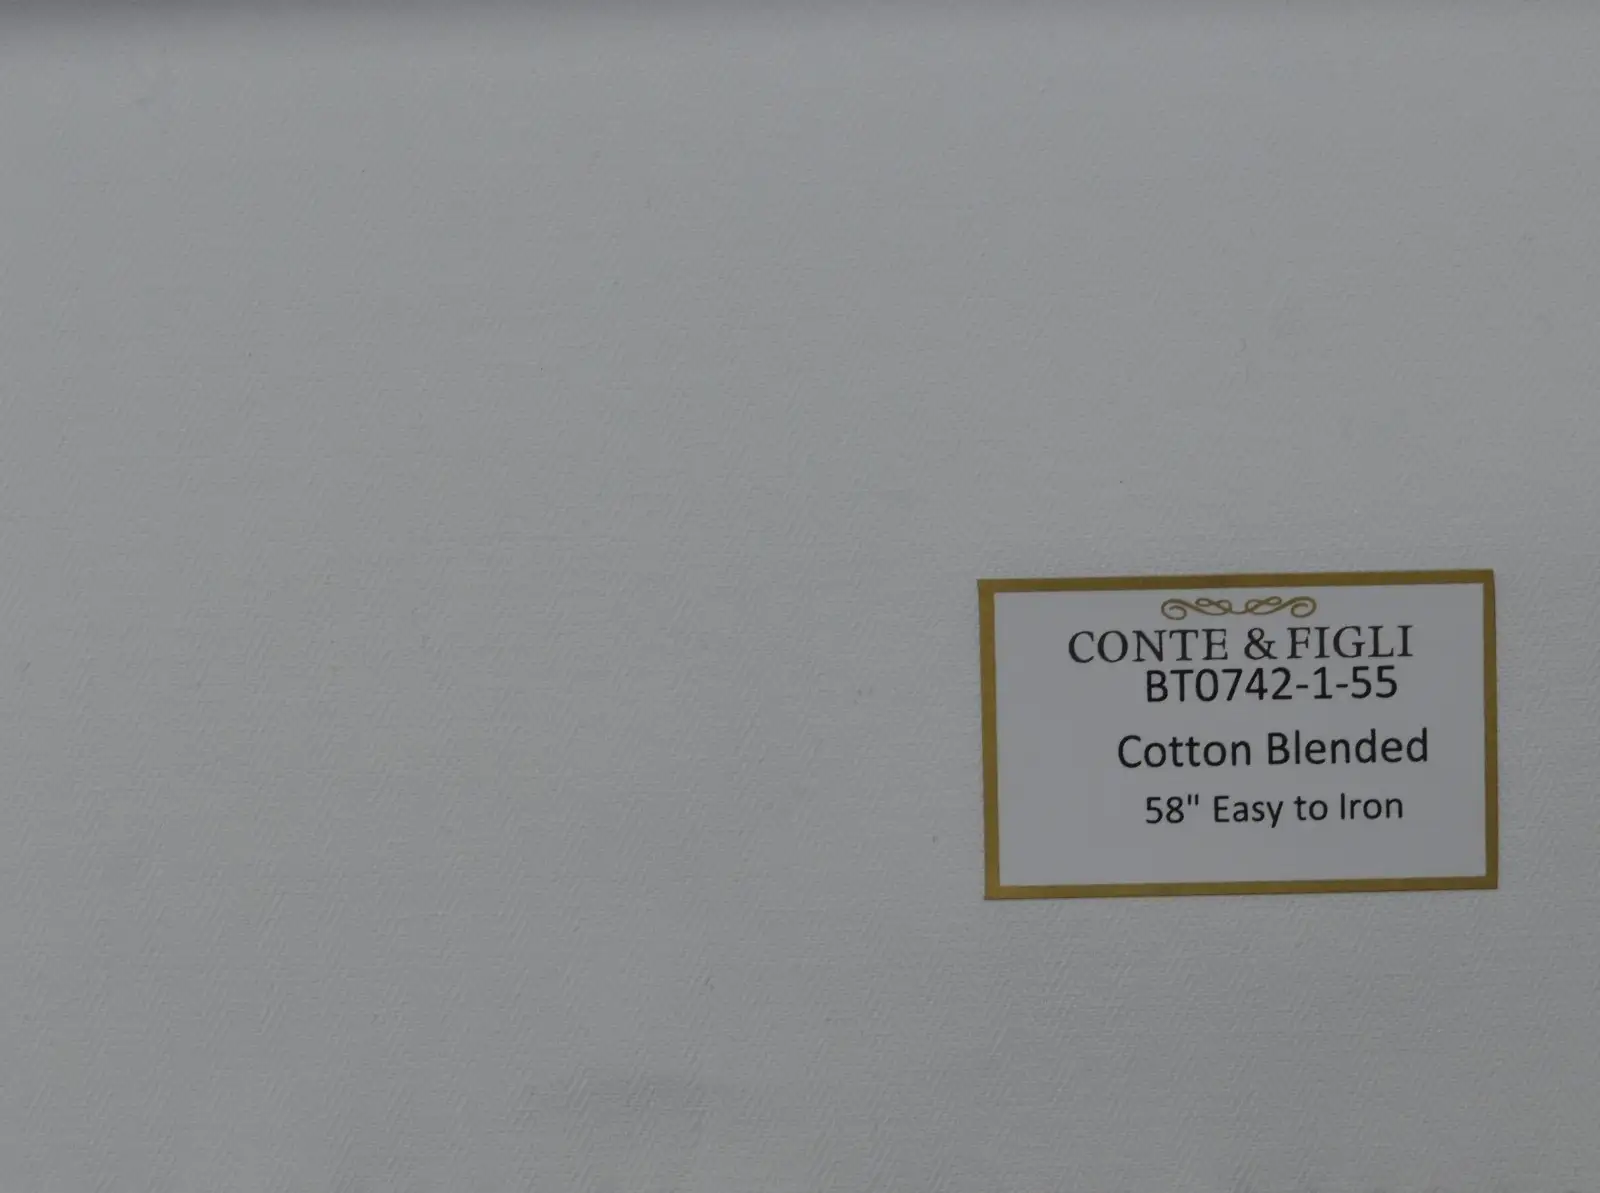 CONTE & FIGLI
BT0742-1-55
Cotton Blended
58" Easy to Iron